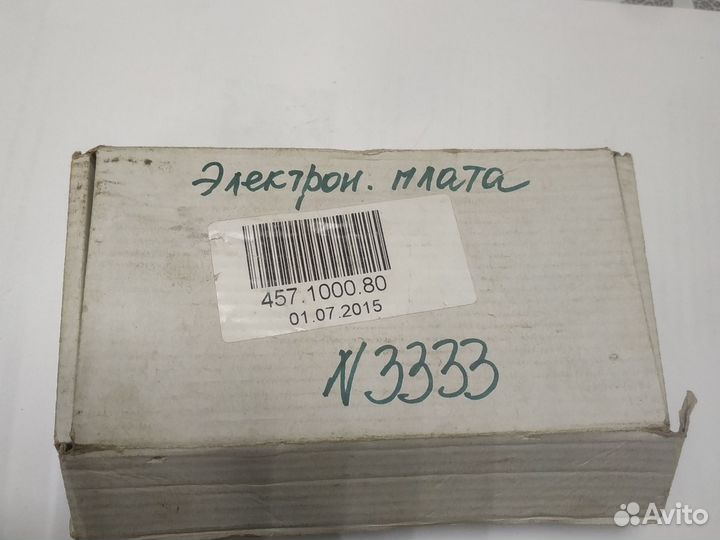 Электрон. плата
457.1000.80
01.07.2015
N3333
Avito